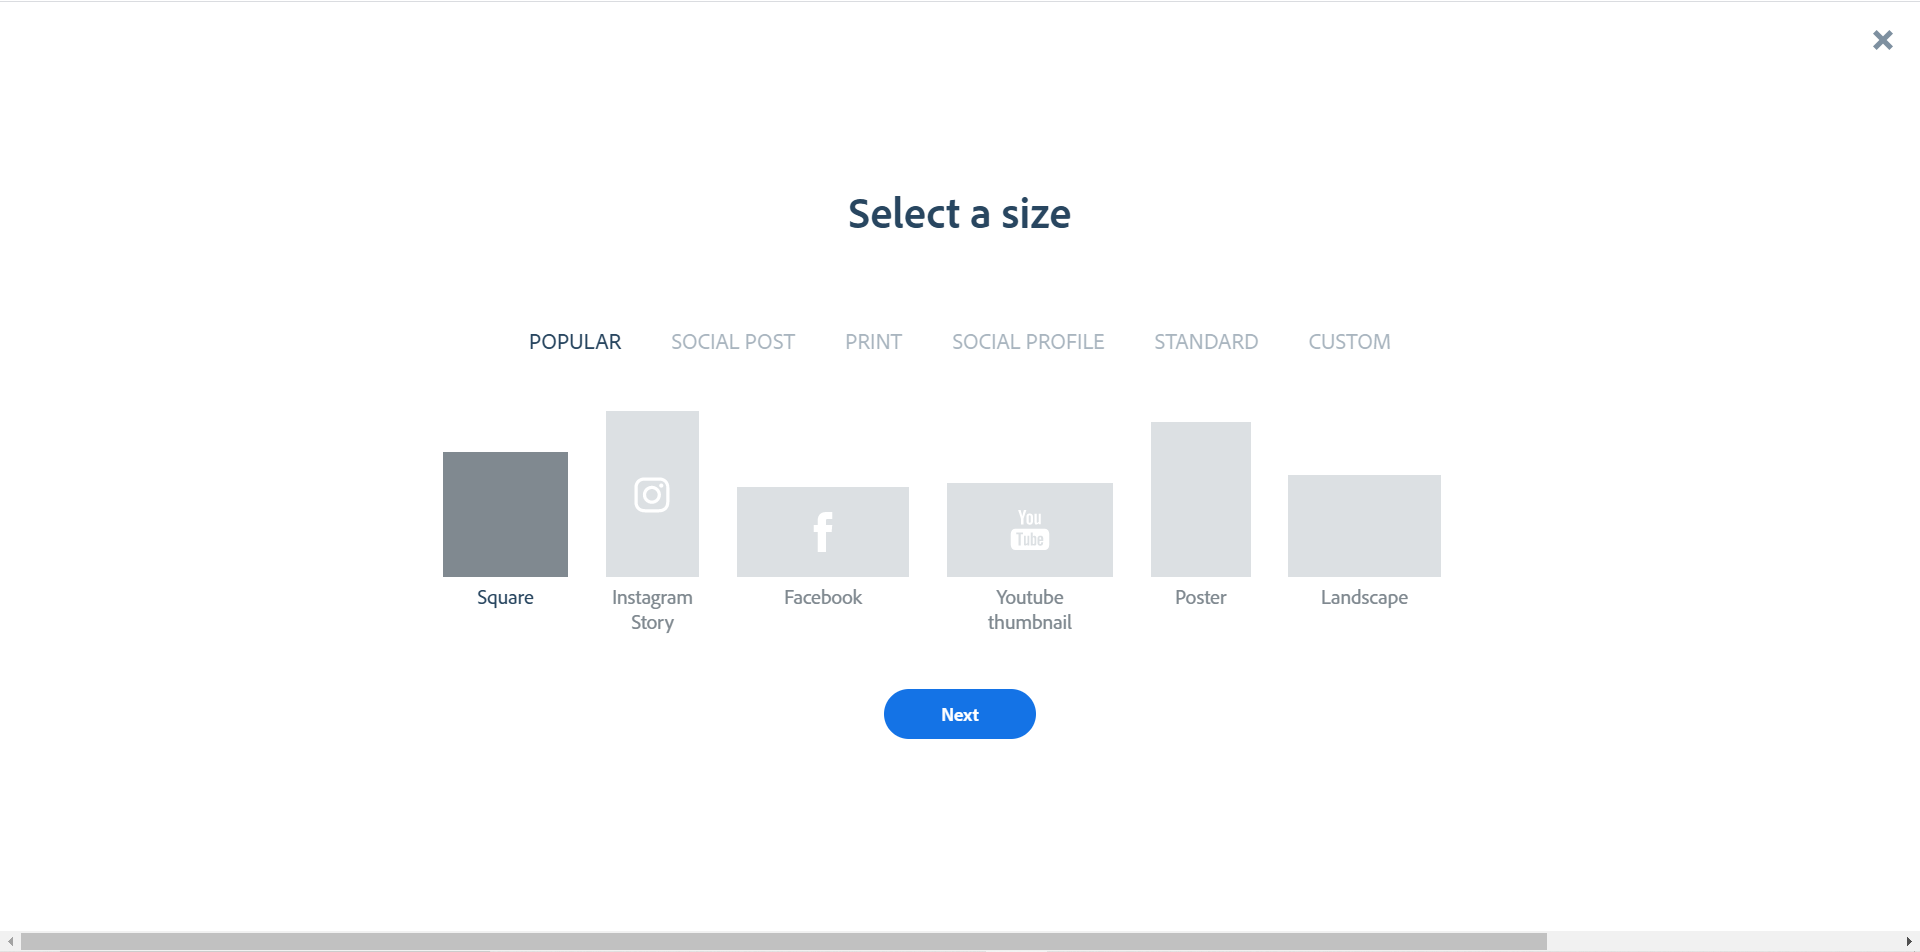 Select a size
POPULAR SOCIAL POST PRINT SOCIAL PROFILE STANDARD CUSTOM
You
Tube
Square Instagram Facebook Youtube Poster Landscape
Story thumbnail
Next